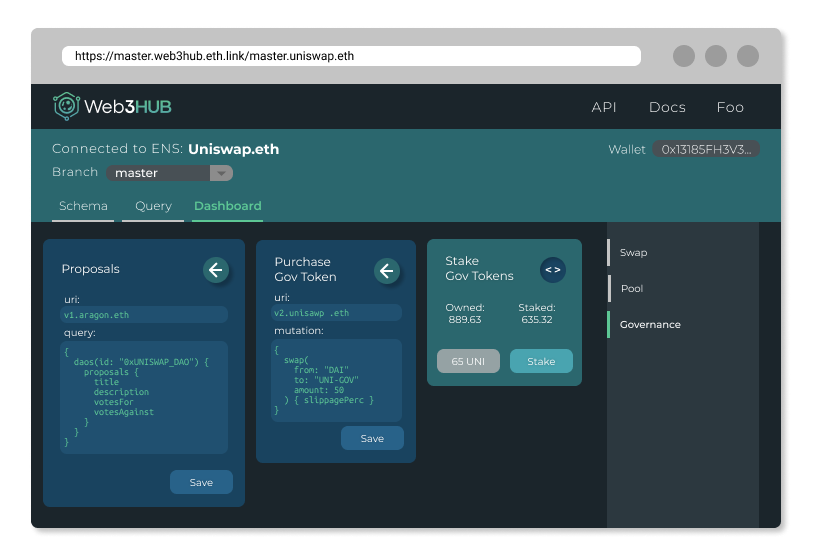 https://master.web3hub.eth.link/master.uniswap.eth
Web3HUB
API Docs Foo
Connected to ENS: Uniswap.eth
Wallet 0x13185FH3V3...
Branch master
Schema Query Dashboard
Proposals
uri:
v1.aragon.eth
query:
{
daos(id: "0xUNISWAP_DAO") {
proposals {
title
description
votesFor
votesAgainst
}
}
}
Save
Purchase
Gov Token
uri:
v2.unisawp .eth
mutation:
{
swap(
from: "DAI"
to: "UNI-GOV"
amount: 50
) { slippagePerc }
}
Save
Stake
Gov Tokens
< >
Owned:
889.63
Staked:
635.32
65 UNI
Stake
Swap
Pool
Governance